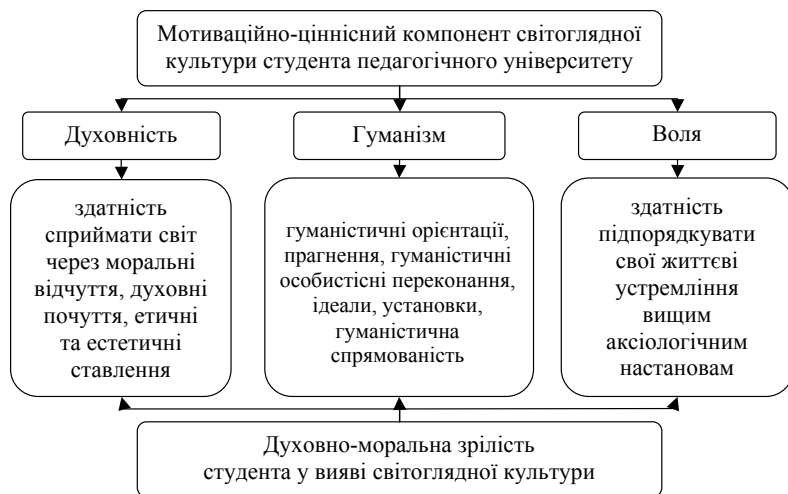 Мотиваційно-ціннісний компонент світоглядної
культури студента педагогічного університету
Духовність
Гуманізм
Воля
здатність
сприймати світ
через моральні
відчуття, духовні
почуття, етичні
та естетичні
ставлення
гуманістичні орієнтації,
прагнення, гуманістичні
особистісні переконання,
ідеали, установки,
гуманістична
спрямованість
здатність
підпорядкувати
свої життєві
устремління
вищим
аксіологічним
настановам
Духовно-моральна зрілість
студента у вияві світоглядної культури